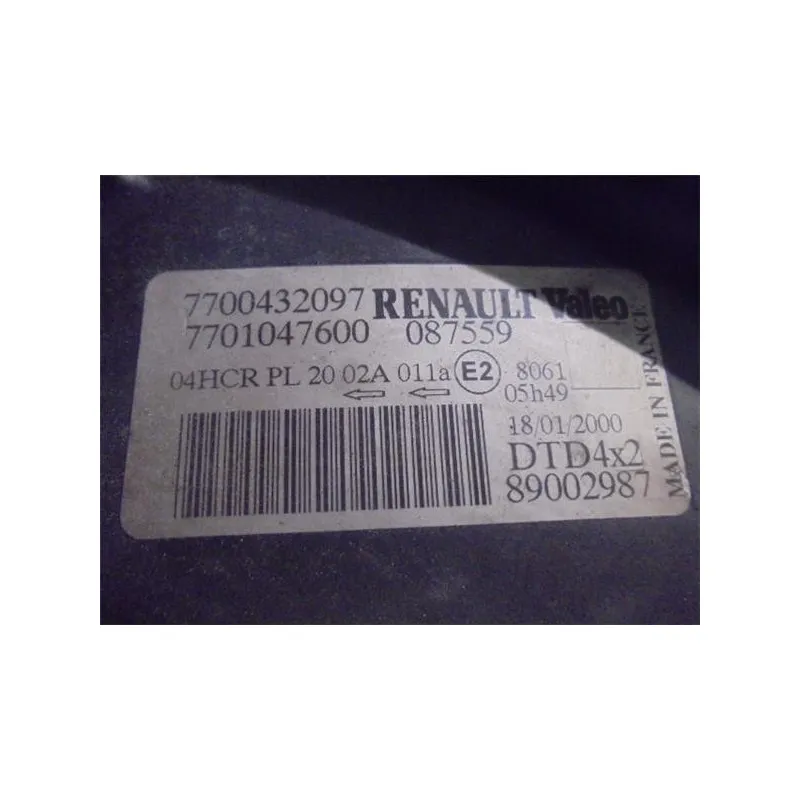 7700432097 RENAULT Valeo
7701047600 087559
04HCR PL 20 02A 011a E2 8061
05h49
18/01/2000
DTD4x2
89002987
MADE IN FRANCE